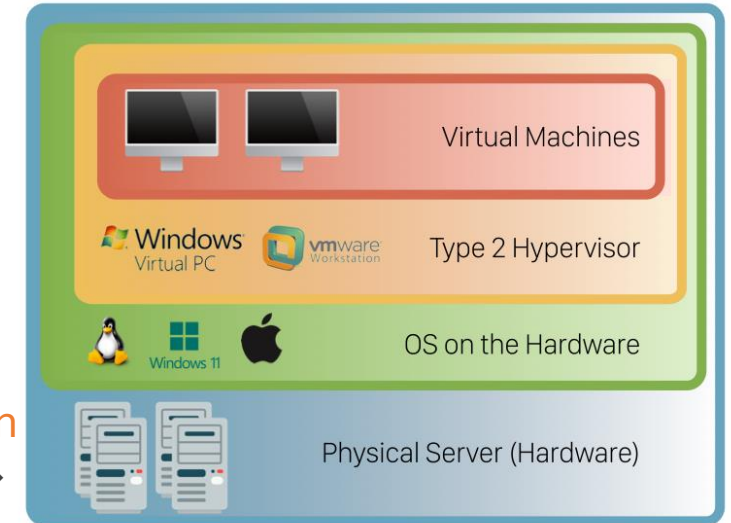 Virtual Machines
Windows
Virtual PC
vmware
Workstation
Type 2 Hypervisor
Windows 11
OS on the Hardware
n
Physical Server (Hardware)